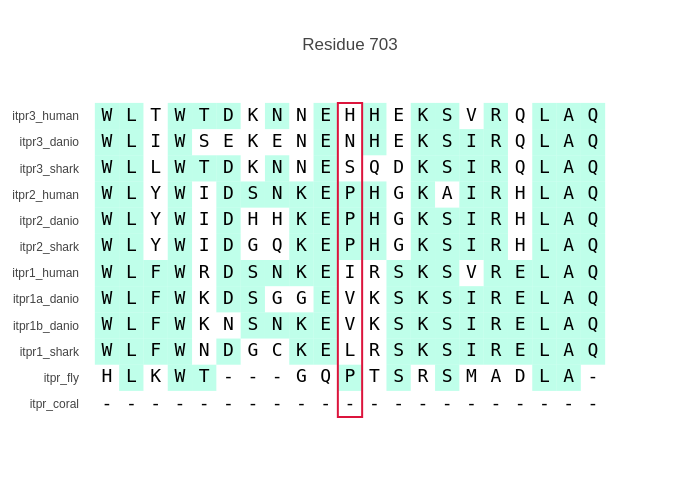 Residue 703
itpr3_human W L T W T D K N N E H H E K S V R Q L A Q
itpr3_danio W L I W S E K E N E N H E K S I R Q L A Q
itpr3_shark W L L W T D K N N E S Q D K S I R Q L A Q
itpr2_human W L Y W I D S N K E P H G K A I R H L A Q
itpr2_danio W L Y W I D H H K E P H G K S I R H L A Q
itpr2_shark W L Y W I D G Q K E P H G K S I R H L A Q
itpr1_human W L F W R D S N K E I R S K S V R E L A Q
itpr1a_danio W L F W K D S G G E V K S K S I R E L A Q
itpr1b_danio W L F W K N S N K E V K S K S I R E L A Q
itpr1_shark W L F W N D G C K E L R S K S I R E L A Q
itpr_fly H L K W T - - - G Q P T S R S M A D L A -
itpr_coral - - - - - - - - - - - - - - - - - - - - -